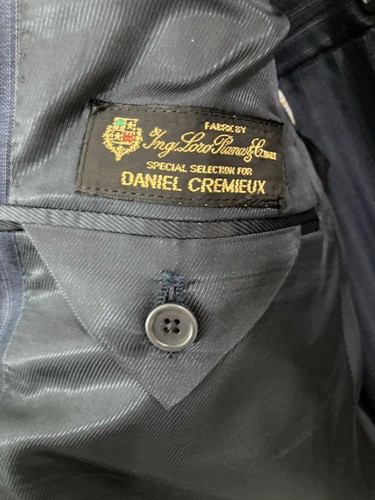 FABRIC BY
Ing. Loro Piana & C.
SPECIAL SELECTION FOR
DANIEL CREMIEUX